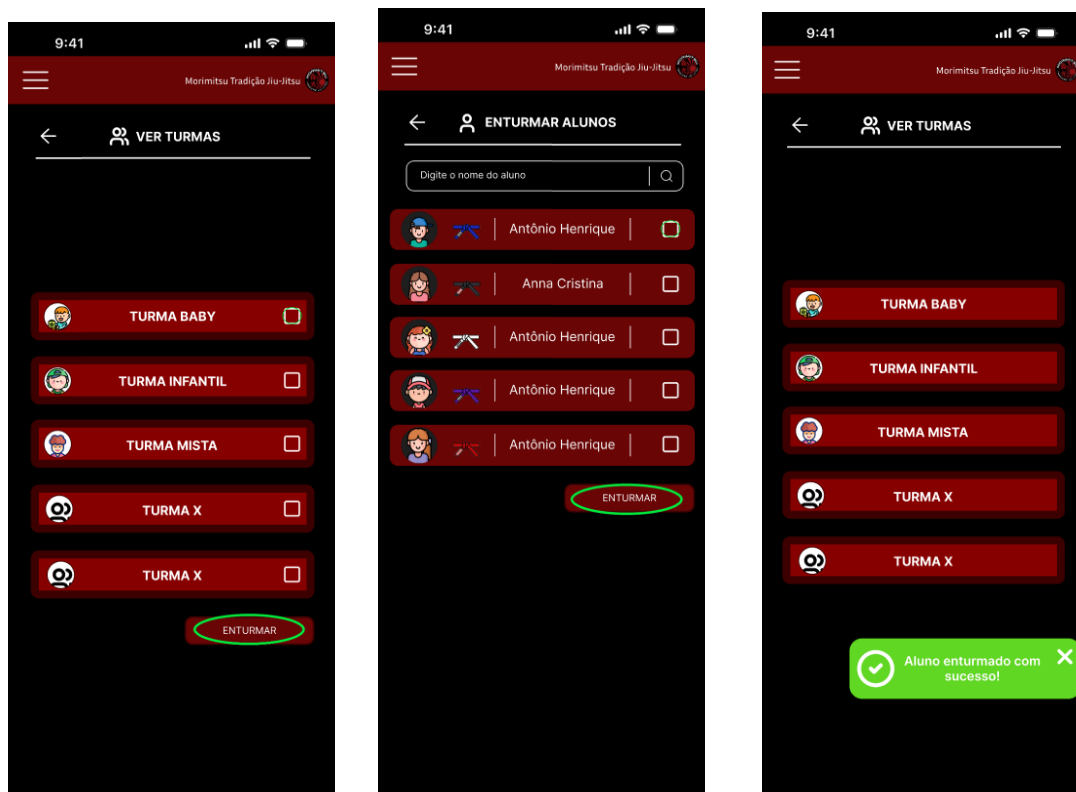 9:41
Morimitsu Tradição Jiu-Jitsu
VER TURMAS
TURMA BABY
TURMA INFANTIL
TURMA MISTA
TURMA X
TURMA X
ENTURMAR
9:41
Morimitsu Tradição Jiu-Jitsu
ENTURMAR ALUNOS
Digite o nome do aluno
Antônio Henrique
Anna Cristina
Antônio Henrique
Antônio Henrique
Antônio Henrique
ENTURMAR
9:41
Morimitsu Tradição Jiu-Jitsu
VER TURMAS
TURMA BABY
TURMA INFANTIL
TURMA MISTA
TURMA X
TURMA X
Aluno enturmado com
sucesso!